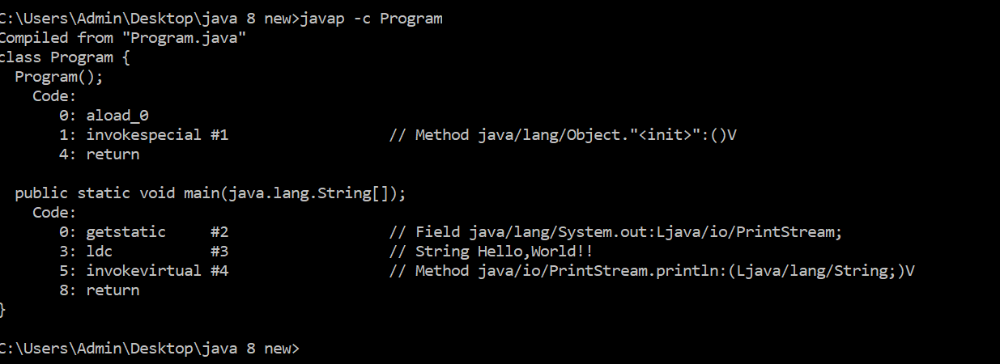 C:\Users\Admin\Desktop\java 8 new>javap -c Program
Compiled from "Program.java"
class Program {
  Program();
    Code:
       0: aload_0
       1: invokespecial #1                  // Method java/lang/Object."<init>":()V
       4: return

  public static void main(java.lang.String[]);
    Code:
       0: getstatic     #2                  // Field java/lang/System.out:Ljava/io/PrintStream;
       3: ldc           #3                  // String Hello,World!!
       5: invokevirtual #4                  // Method java/io/PrintStream.println:(Ljava/lang/String;)V
       8: return
}

C:\Users\Admin\Desktop\java 8 new>